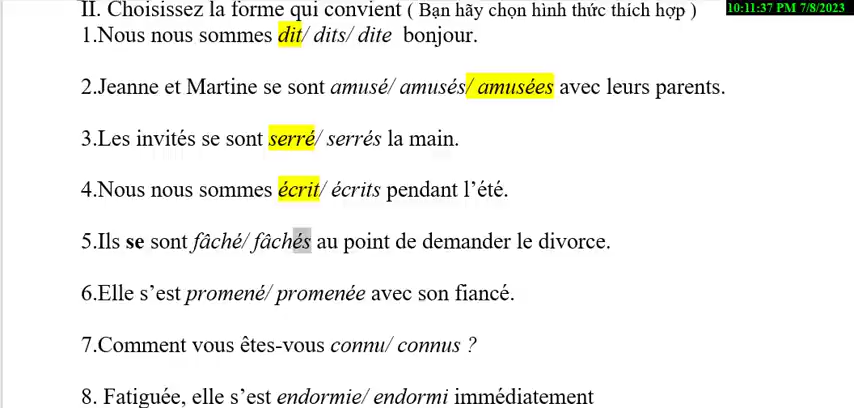 II. Choisissez la forme qui convient ( Bạn hãy chọn hình thức thích hợp )
10:11:37 PM 7/8/2023
1.Nous nous sommes dit/ dits/ dite bonjour.
2.Jeanne et Martine se sont amusé/ amusés/ amusées avec leurs parents.
3.Les invités se sont serré/ serrés la main.
4.Nous nous sommes écrit/ écrits pendant l’été.
5.Ils se sont fâché/ fâchés au point de demander le divorce.
6.Elle s’est promené/ promenée avec son fiancé.
7.Comment vous êtes-vous connu/ connus ?
8. Fatiguée, elle s’est endormie/ endormi immédiatement